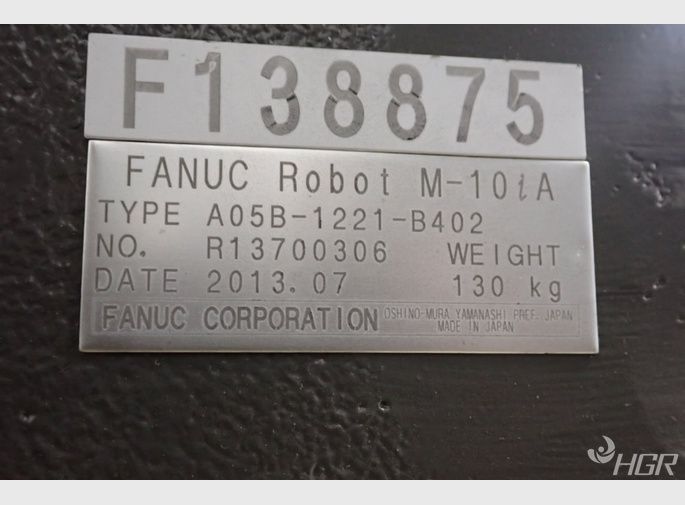 F138875
FANUC Robot M-10iA
TYPE A05B-1221-B402
NO. R13700306 WEIGHT
DATE 2013.07 130 kg
FANUC CORPORATION OSHINO-MURA, YAMANASHI PREF. JAPAN
MADE IN JAPAN
HGR